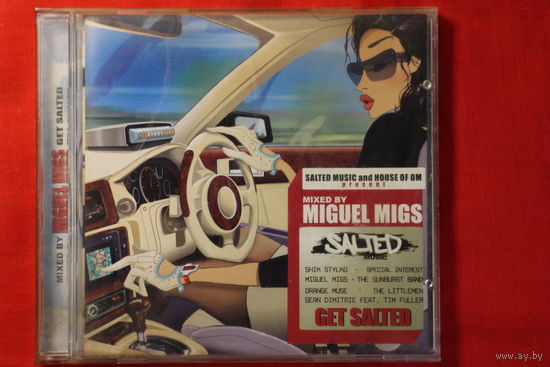 MIXED BY MIGUEL MIGS GET SALTED
SALTED MUSIC and HOUSE OF OM
present
MIXED BY
MIGUEL MIGS
SALTED
MUSIC
SHIK STYLKO · SPECIAL INTEREST
MIGUEL MIGS · THE SUNBURST BAND
ORANGE MUSE · THE LITTLEMEN
SEAN DIMITRIE FEAT. TIM FULLER
GET SALTED
www.ay.by